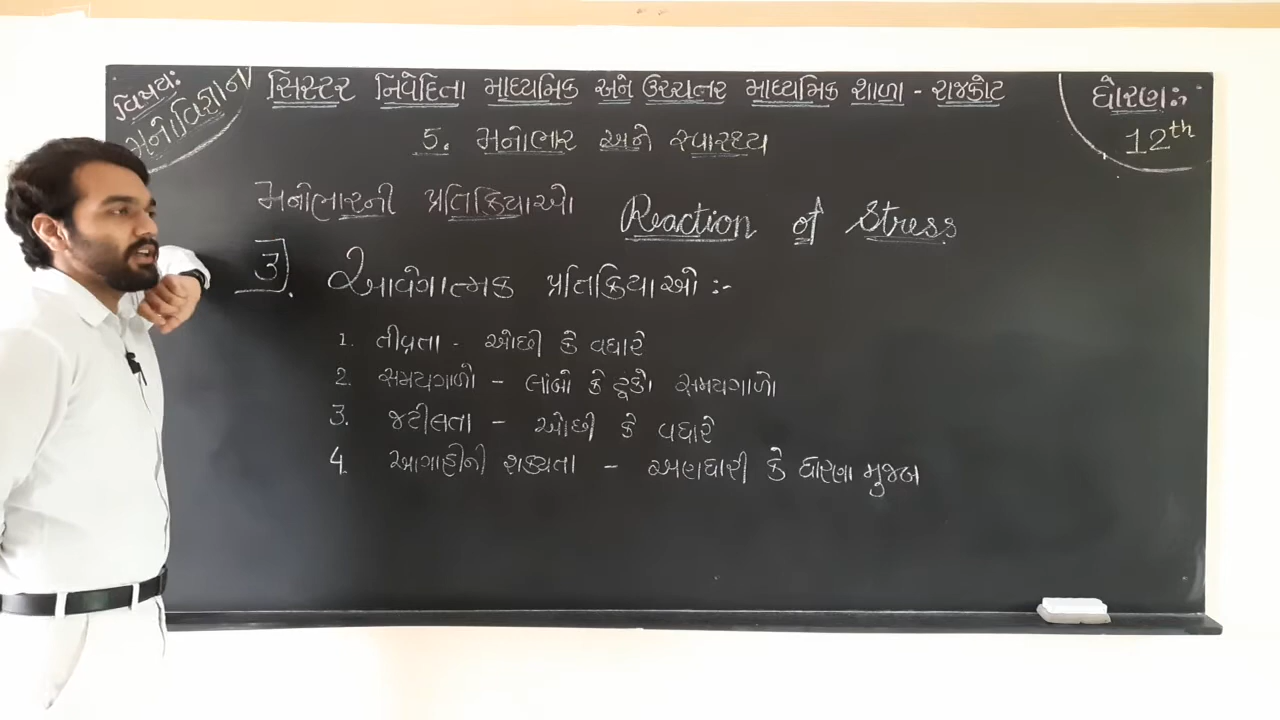 વિષય:
મનોવિજ્ઞાન
સિસ્ટર નિવેદિતા માધ્યમિક અને ઉચ્ચતર માધ્યમિક શાળા - રાજકોટ
ધોરણ:-
12th
5. મનોભાર અને સ્વાસ્થ્ય
મનોભારની પ્રતિક્રિયાઓ Reaction of Stress
3. આવેગાત્મક પ્રતિક્રિયાઓ :-
1. તીવ્રતા - ઓછી કે વધારે
2. સમયગાળો - લાંબો કે ટૂંકો સમયગાળો
3. જટીલતા - ઓછી કે વધારે
4. આગાહીની શક્યતા - અણધારી કે ધારણા મુજબ